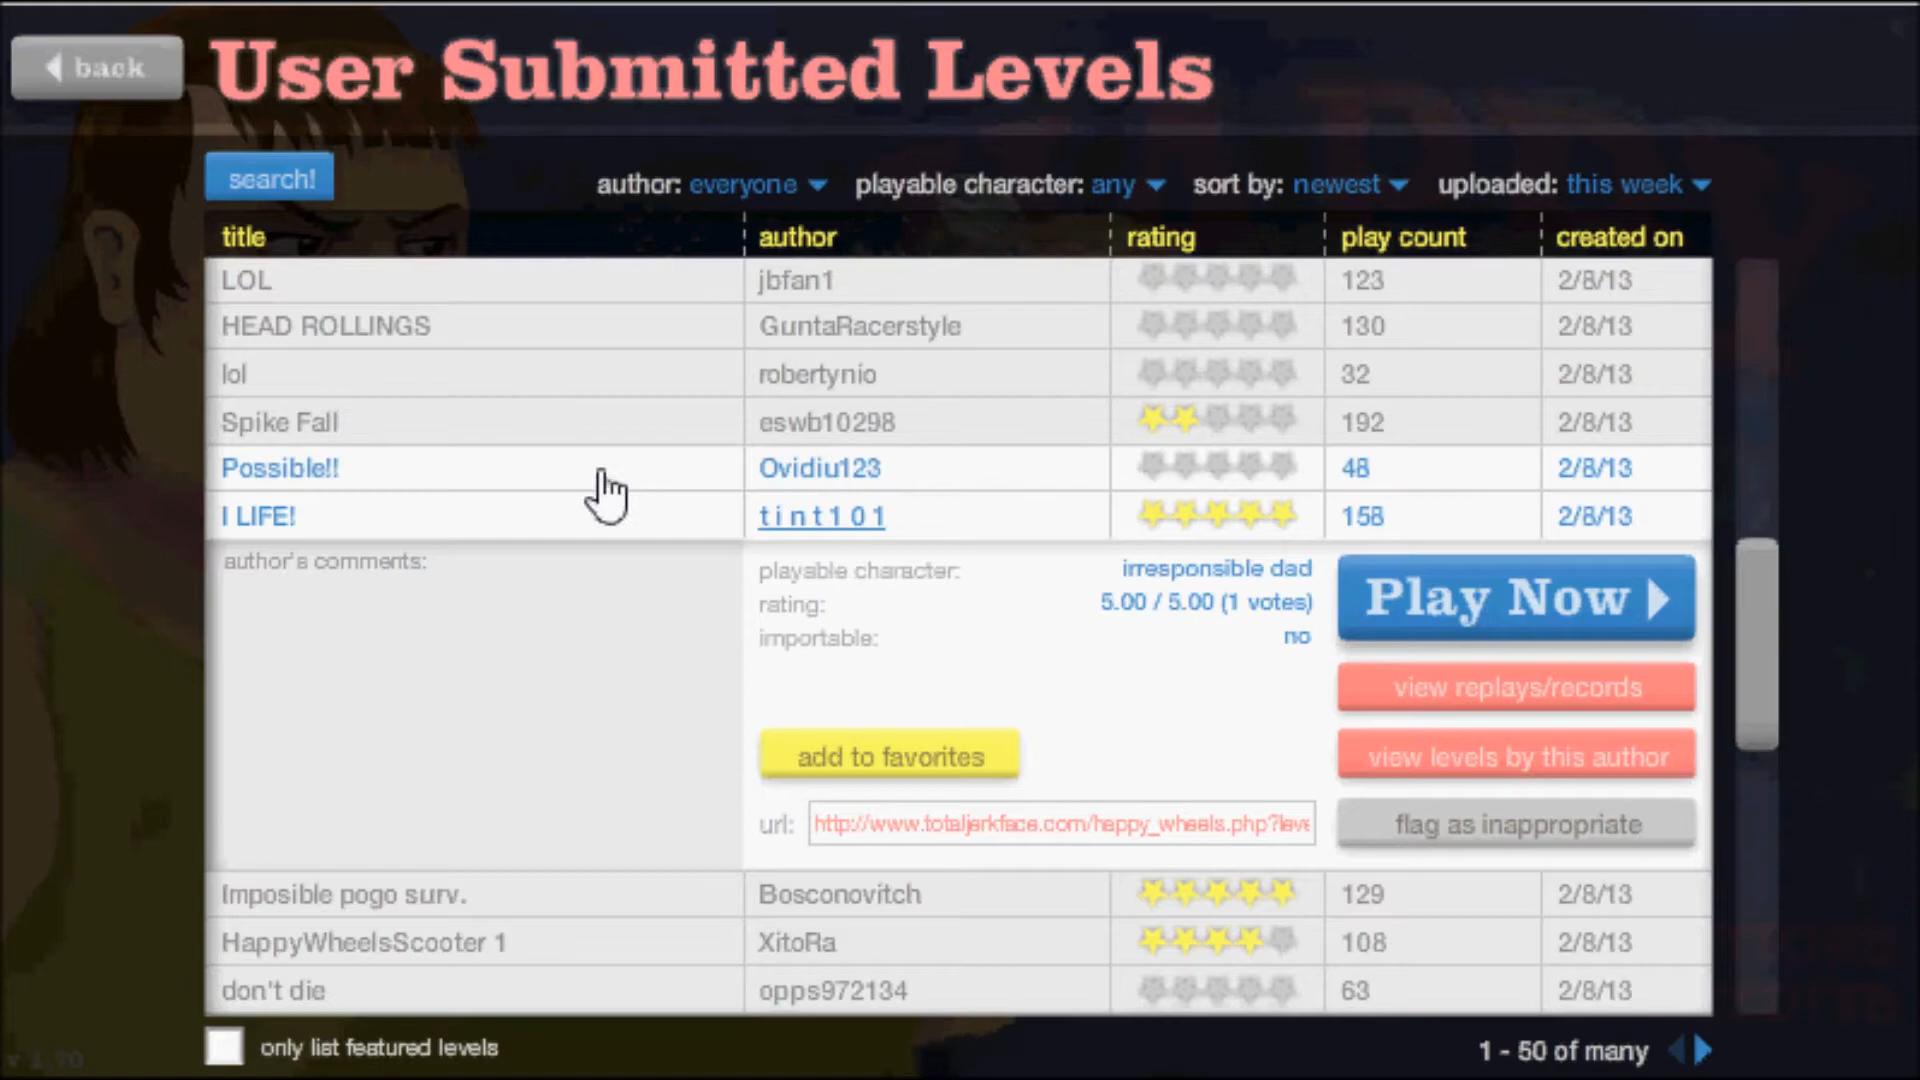 back
User Submitted Levels
search!
author: everyone playable character: any sort by: newest uploaded: this week
title author rating play count created on
LOL jbfan1 123 2/8/13
HEAD ROLLINGS GuntaRacerstyle 130 2/8/13
lol robertynio 32 2/8/13
Spike Fall eswb10298 192 2/8/13
Possible!! Ovidiu123 48 2/8/13
I LIFE! t i n t 1 0 1 158 2/8/13
author's comments:
playable character: irresponsible dad
rating: 5.00 / 5.00 (1 votes)
importable: no
Play Now
view replays/records
add to favorites
view levels by this author
url: http://www.totaljerkface.com/happy_wheels.php?leve
flag as inappropriate
Imposible pogo surv. Bosconovitch 129 2/8/13
HappyWheelsScooter 1 XitoRa 108 2/8/13
don't die opps972134 63 2/8/13
only list featured levels
1 - 50 of many
v 1.70